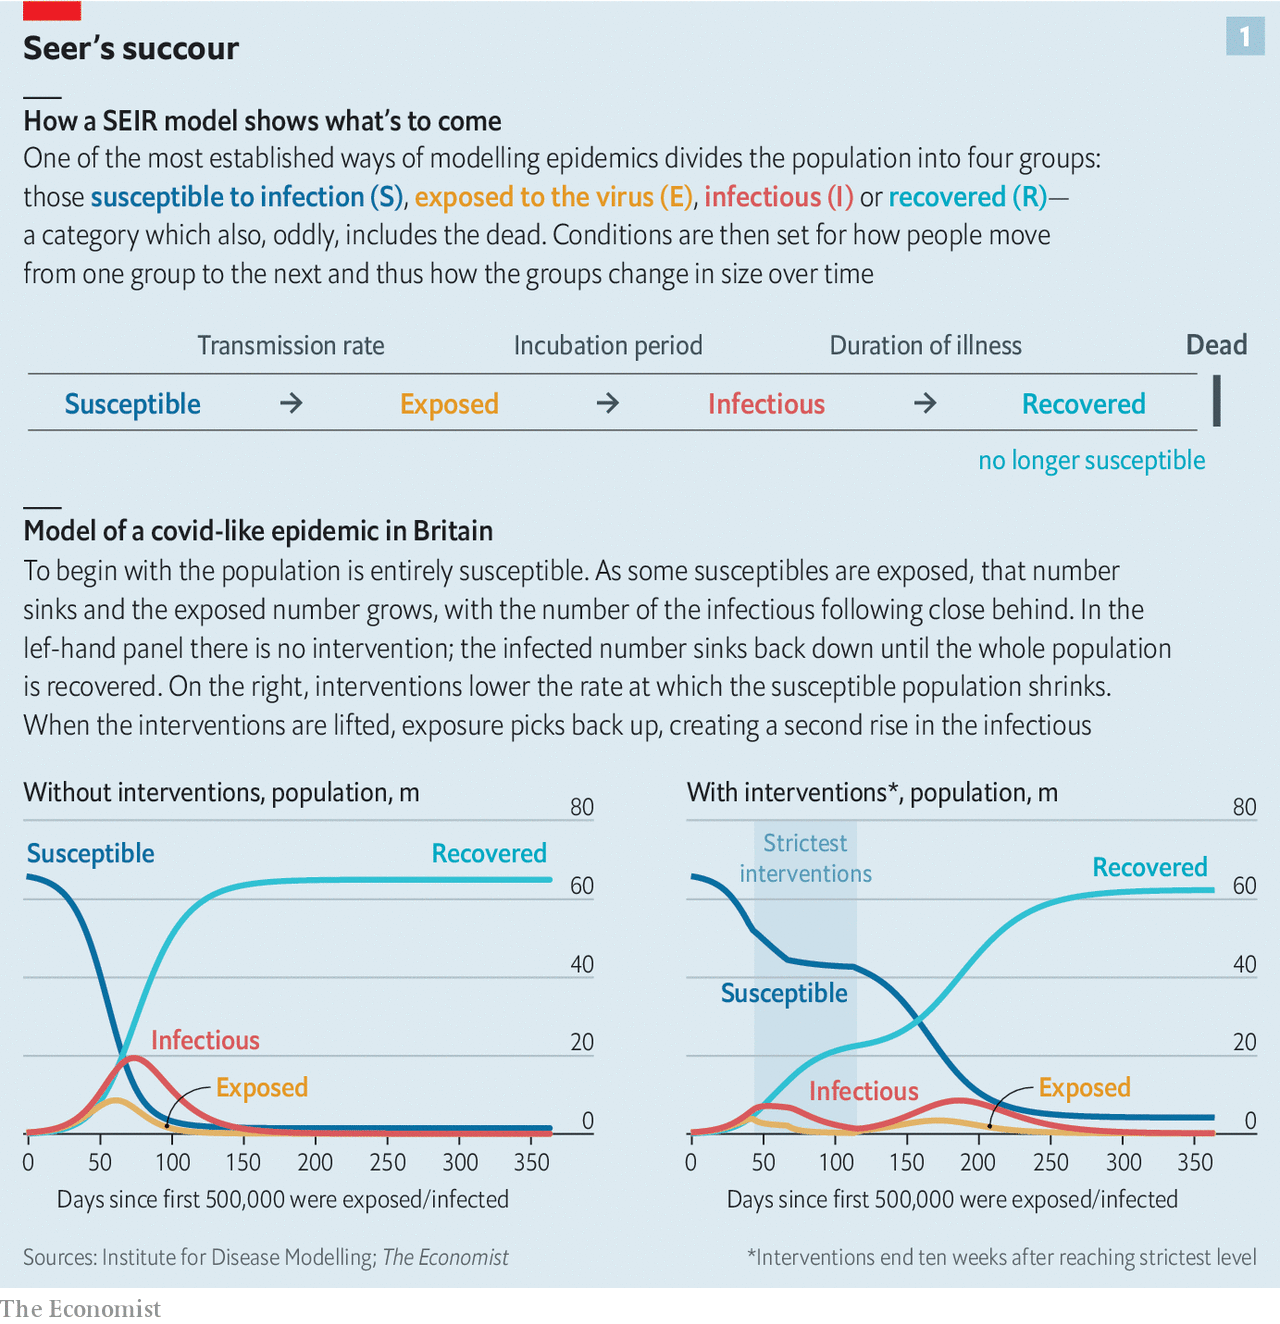 Seer's succour
1
How a SEIR model shows what's to come
One of the most established ways of modelling epidemics divides the population into four groups:
those susceptible to infection (S), exposed to the virus (E), infectious (I) or recovered (R)—
a category which also, oddly, includes the dead. Conditions are then set for how people move
from one group to the next and thus how the groups change in size over time
Transmission rate Incubation period Duration of illness Dead
Susceptible → Exposed → Infectious → Recovered
no longer susceptible
Model of a covid-like epidemic in Britain
To begin with the population is entirely susceptible. As some susceptibles are exposed, that number
sinks and the exposed number grows, with the number of the infectious following close behind. In the
lef-hand panel there is no intervention; the infected number sinks back down until the whole population
is recovered. On the right, interventions lower the rate at which the susceptible population shrinks.
When the interventions are lifted, exposure picks back up, creating a second rise in the infectious
Without interventions, population, m
80
Susceptible
Recovered
60
40
Infectious
20
Exposed
0
0 50 100 150 200 250 300 350
Days since first 500,000 were exposed/infected
With interventions*, population, m
80
Strictest
interventions
Recovered
60
40
Susceptible
20
Infectious
Exposed
0
0 50 100 150 200 250 300 350
Days since first 500,000 were exposed/infected
Sources: Institute for Disease Modelling; The Economist
*Interventions end ten weeks after reaching strictest level
The Economist